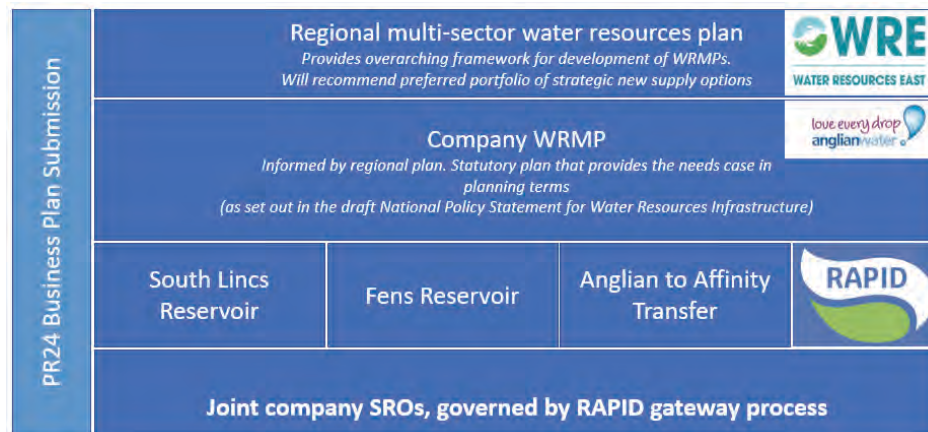 PR24 Business Plan Submission
Regional multi-sector water resources plan
Provides overarching framework for development of WRMPs.
Will recommend preferred portfolio of strategic new supply options
WRE
WATER RESOURCES EAST
Company WRMP
Informed by regional plan. Statutory plan that provides the needs case in
planning terms
(as set out in the draft National Policy Statement for Water Resources Infrastructure)
love every drop
anglianwater
South Lincs
Reservoir
Fens Reservoir
Anglian to Affinity
Transfer
RAPID
Joint company SROs, governed by RAPID gateway process